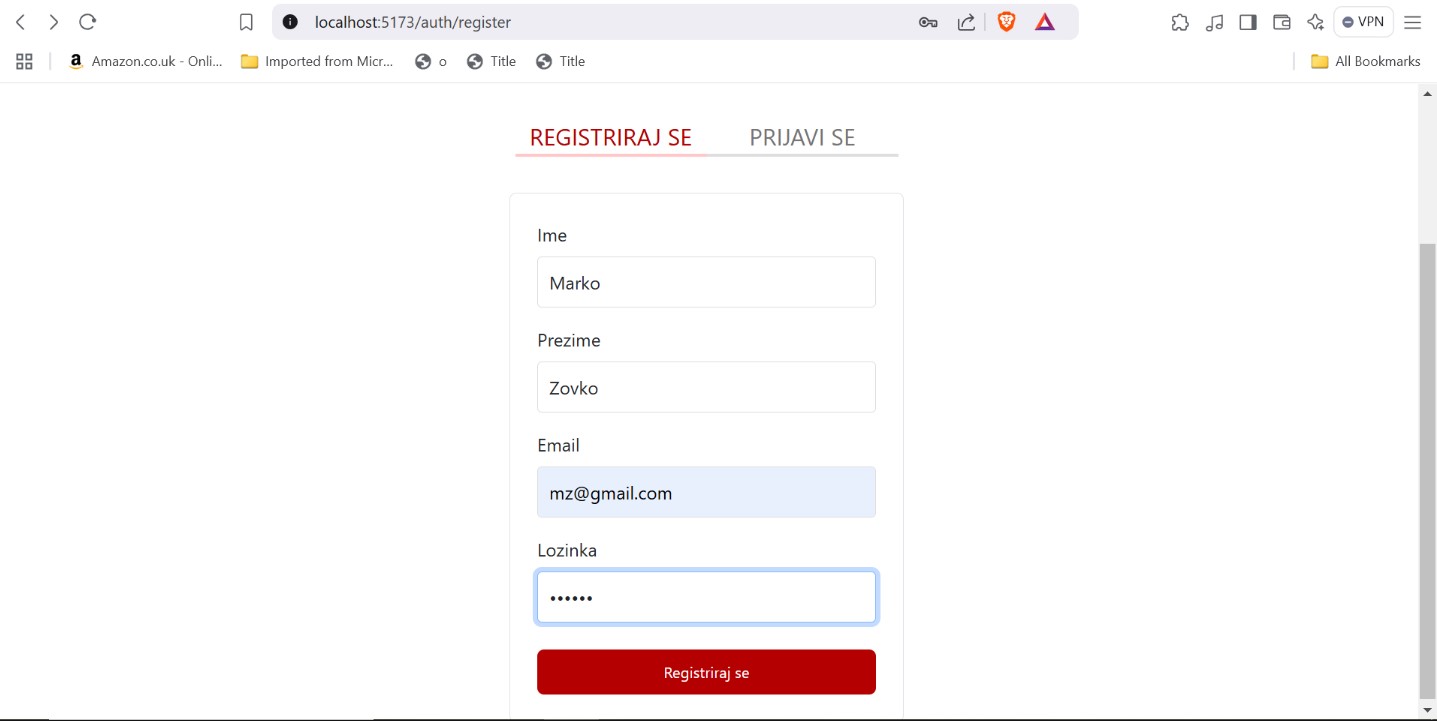 localhost:5173/auth/register
VPN
Amazon.co.uk - Onli...
Imported from Micr...
o
Title
Title
All Bookmarks
REGISTRIRAJ SE
PRIJAVI SE
Ime
Marko
Prezime
Zovko
Email
mz@gmail.com
Lozinka
••••••
Registriraj se